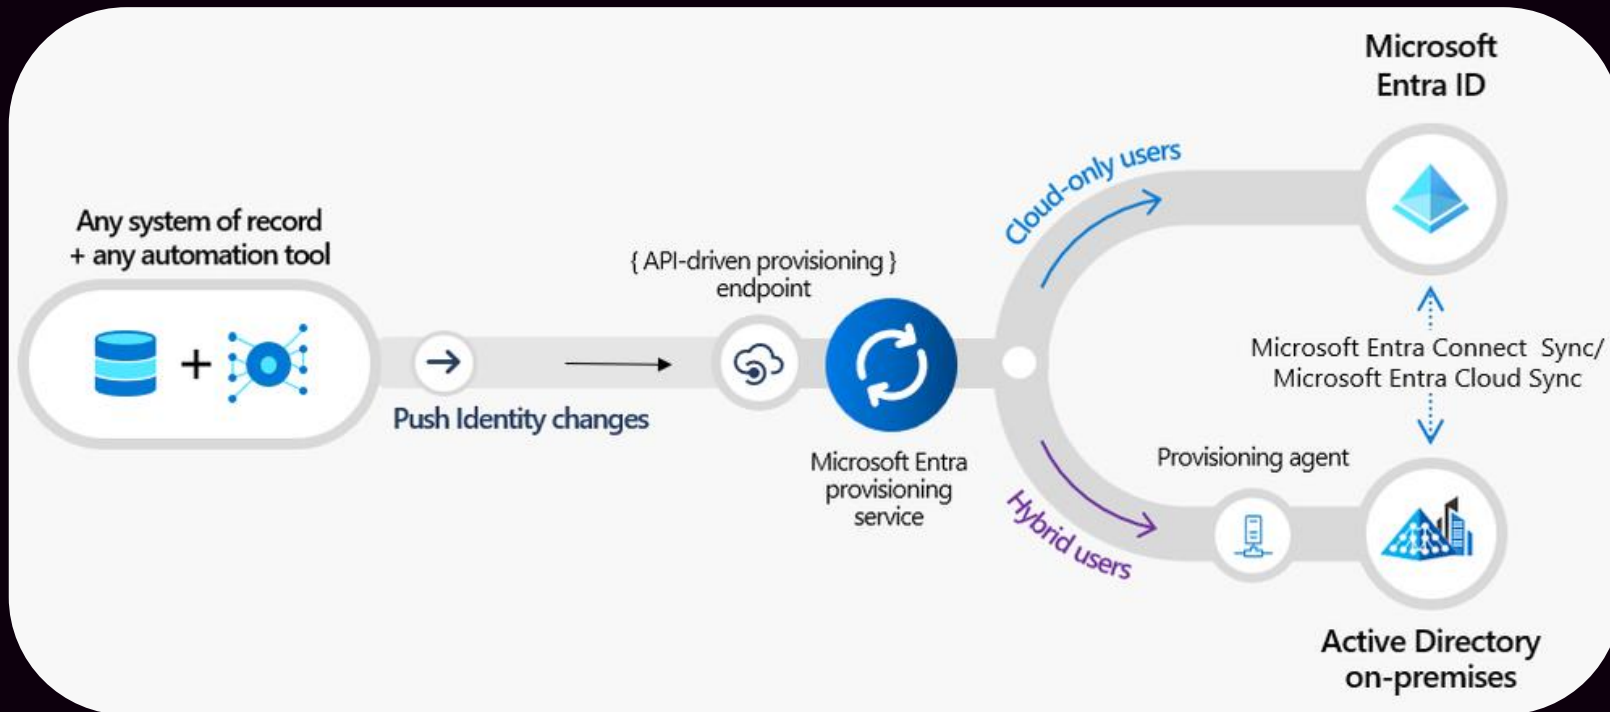 Any system of record
+ any automation tool
+
Push Identity changes
{ API-driven provisioning }
endpoint
Microsoft Entra
provisioning
service
Cloud-only users
Hybrid users
Microsoft
Entra ID
Microsoft Entra Connect  Sync/
Microsoft Entra Cloud Sync
Provisioning agent
Active Directory
on-premises